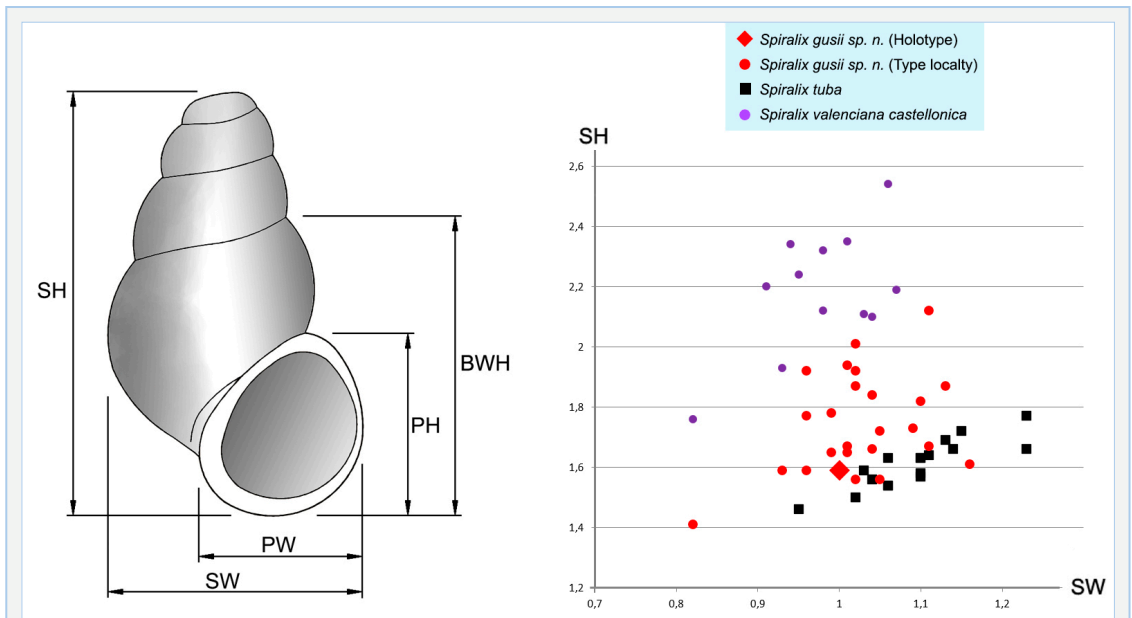 SH
BWH
PH
PW
SW
Spiralix gusii sp. n. (Holotype)
Spiralix gusii sp. n. (Type localty)
Spiralix tuba
Spiralix valenciana castellonica
SH
2,6
2,4
2,2
2
1,8
1,6
1,4
1,2
0,7
0,8
0,9
1
1,1
1,2
SW